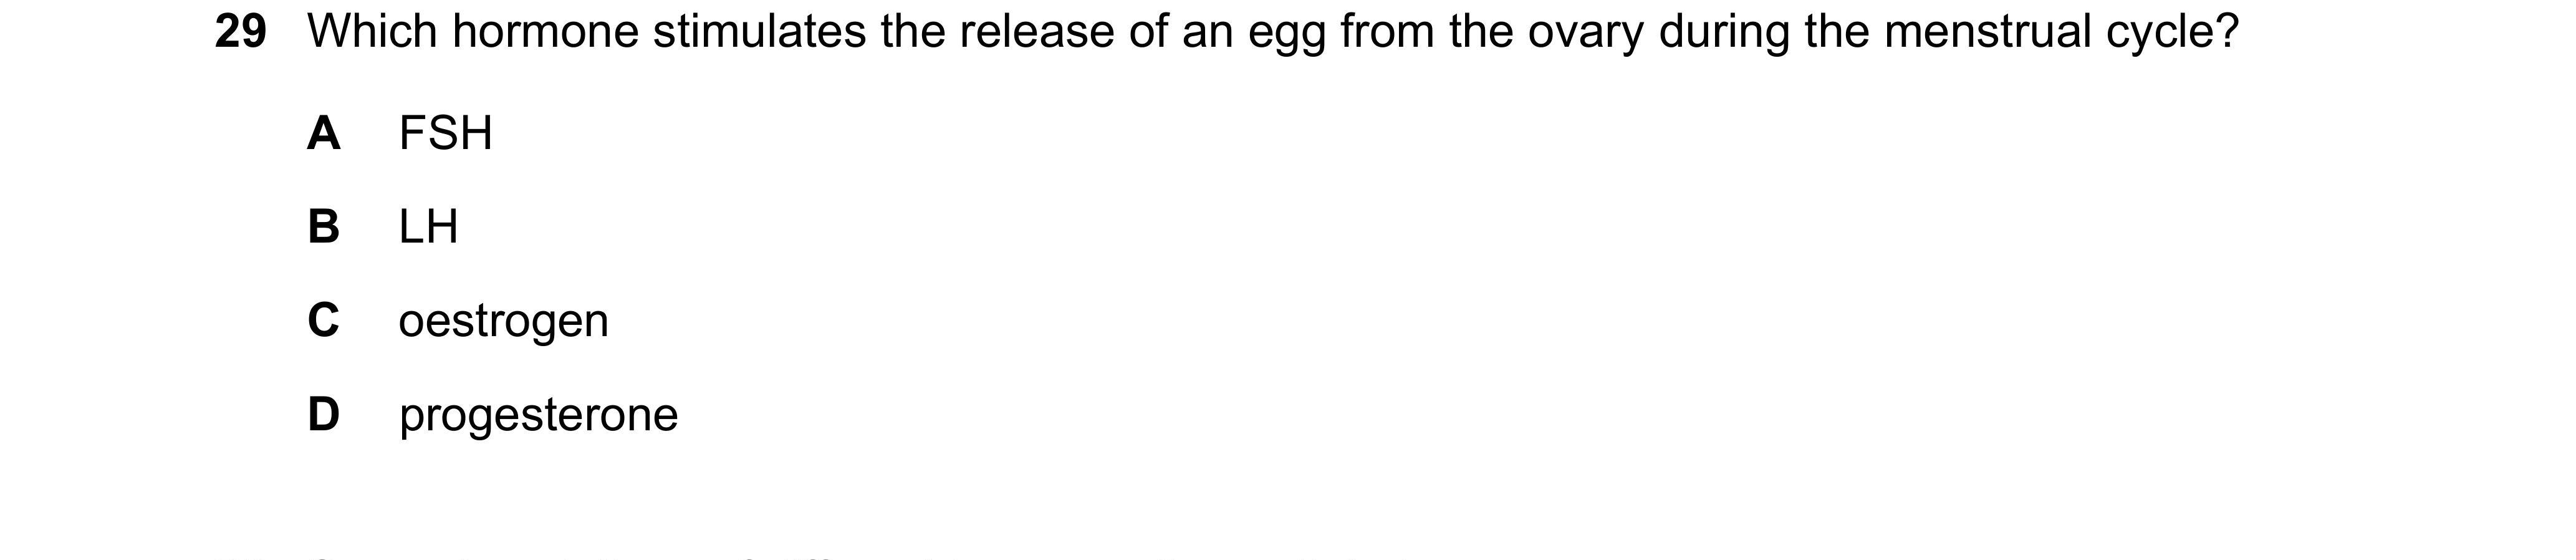 29 Which hormone stimulates the release of an egg from the ovary during the menstrual cycle?
A FSH
B LH
C oestrogen
D progesterone